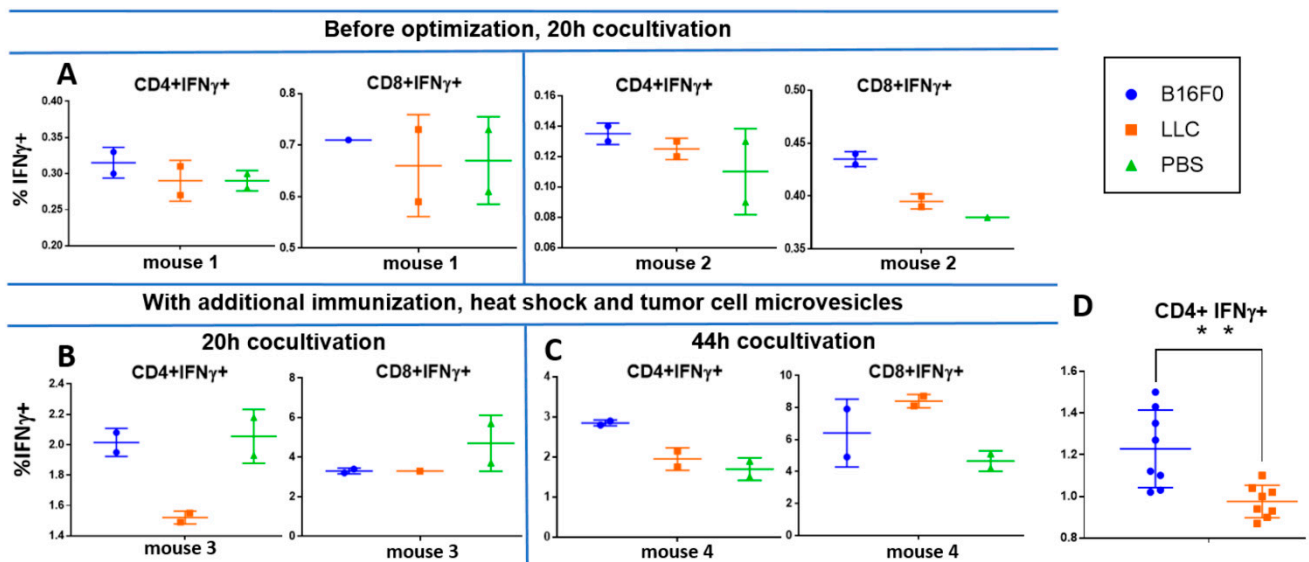 Before optimization, 20h cocultivation
A
CD4+IFNγ+
CD8+IFNγ+
CD4+IFNγ+
CD8+IFNγ+
% IFNγ+
0.40
0.35
0.30
0.25
0.20
mouse 1
0.8
0.7
0.6
0.5
mouse 1
0.16
0.14
0.12
0.10
0.08
0.06
mouse 2
0.50
0.45
0.40
0.35
mouse 2
B16F0
LLC
PBS
With additional immunization, heat shock and tumor cell microvesicles
B
20h cocultivation
CD4+IFNγ+
CD8+IFNγ+
%IFNγ+
2.4
2.2
2.0
1.8
1.6
1.4
mouse 3
8
6
4
2
0
mouse 3
C
44h cocultivation
CD4+IFNγ+
CD8+IFNγ+
4
3
2
1
0
mouse 4
10
8
6
4
2
0
mouse 4
D
CD4+ IFNγ+
* *
1.6
1.4
1.2
1.0
0.8